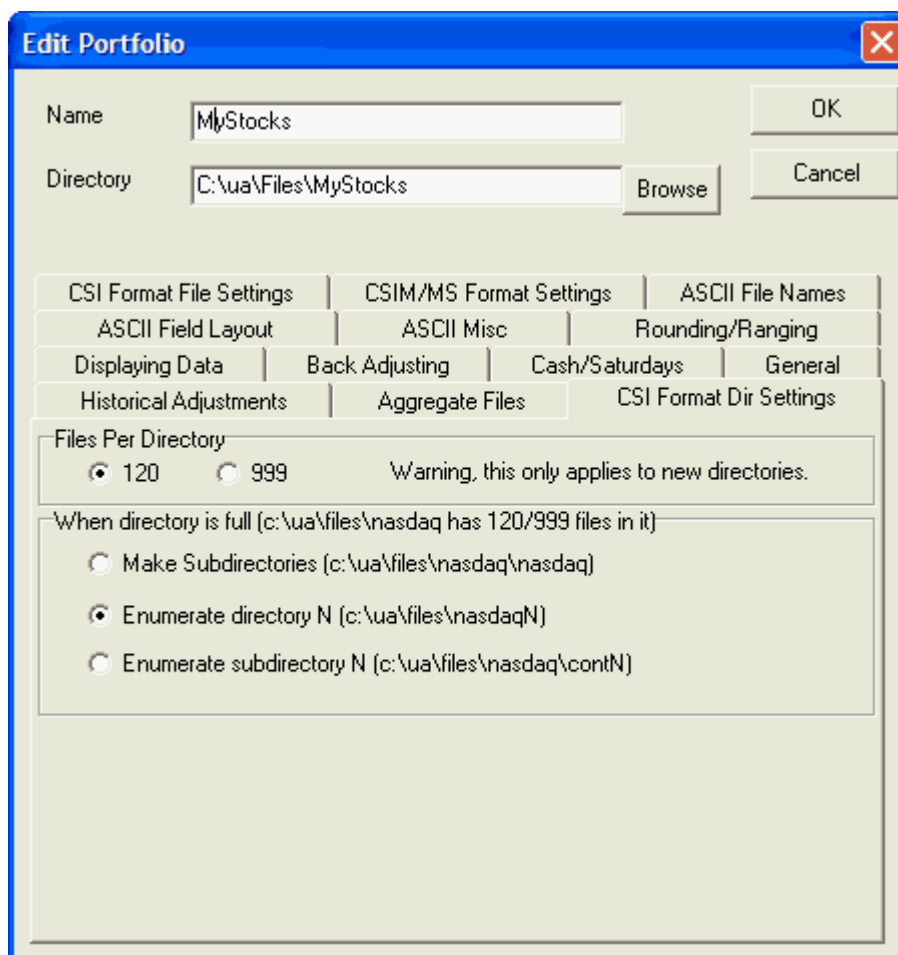 Edit Portfolio
Name
MyStocks
OK
Directory
C:\ua\Files\MyStocks
Browse
Cancel
CSI Format File Settings
CSIM/MS Format Settings
ASCII File Names
ASCII Field Layout
ASCII Misc
Rounding/Ranging
Displaying Data
Back Adjusting
Cash/Saturdays
General
Historical Adjustments
Aggregate Files
CSI Format Dir Settings
Files Per Directory
120
999
Warning, this only applies to new directories.
When directory is full (c:\ua\files\nasdaq has 120/999 files in it)
Make Subdirectories (c:\ua\files\nasdaq\nasdaq)
Enumerate directory N (c:\ua\files\nasdaqN)
Enumerate subdirectory N (c:\ua\files\nasdaq\contN)